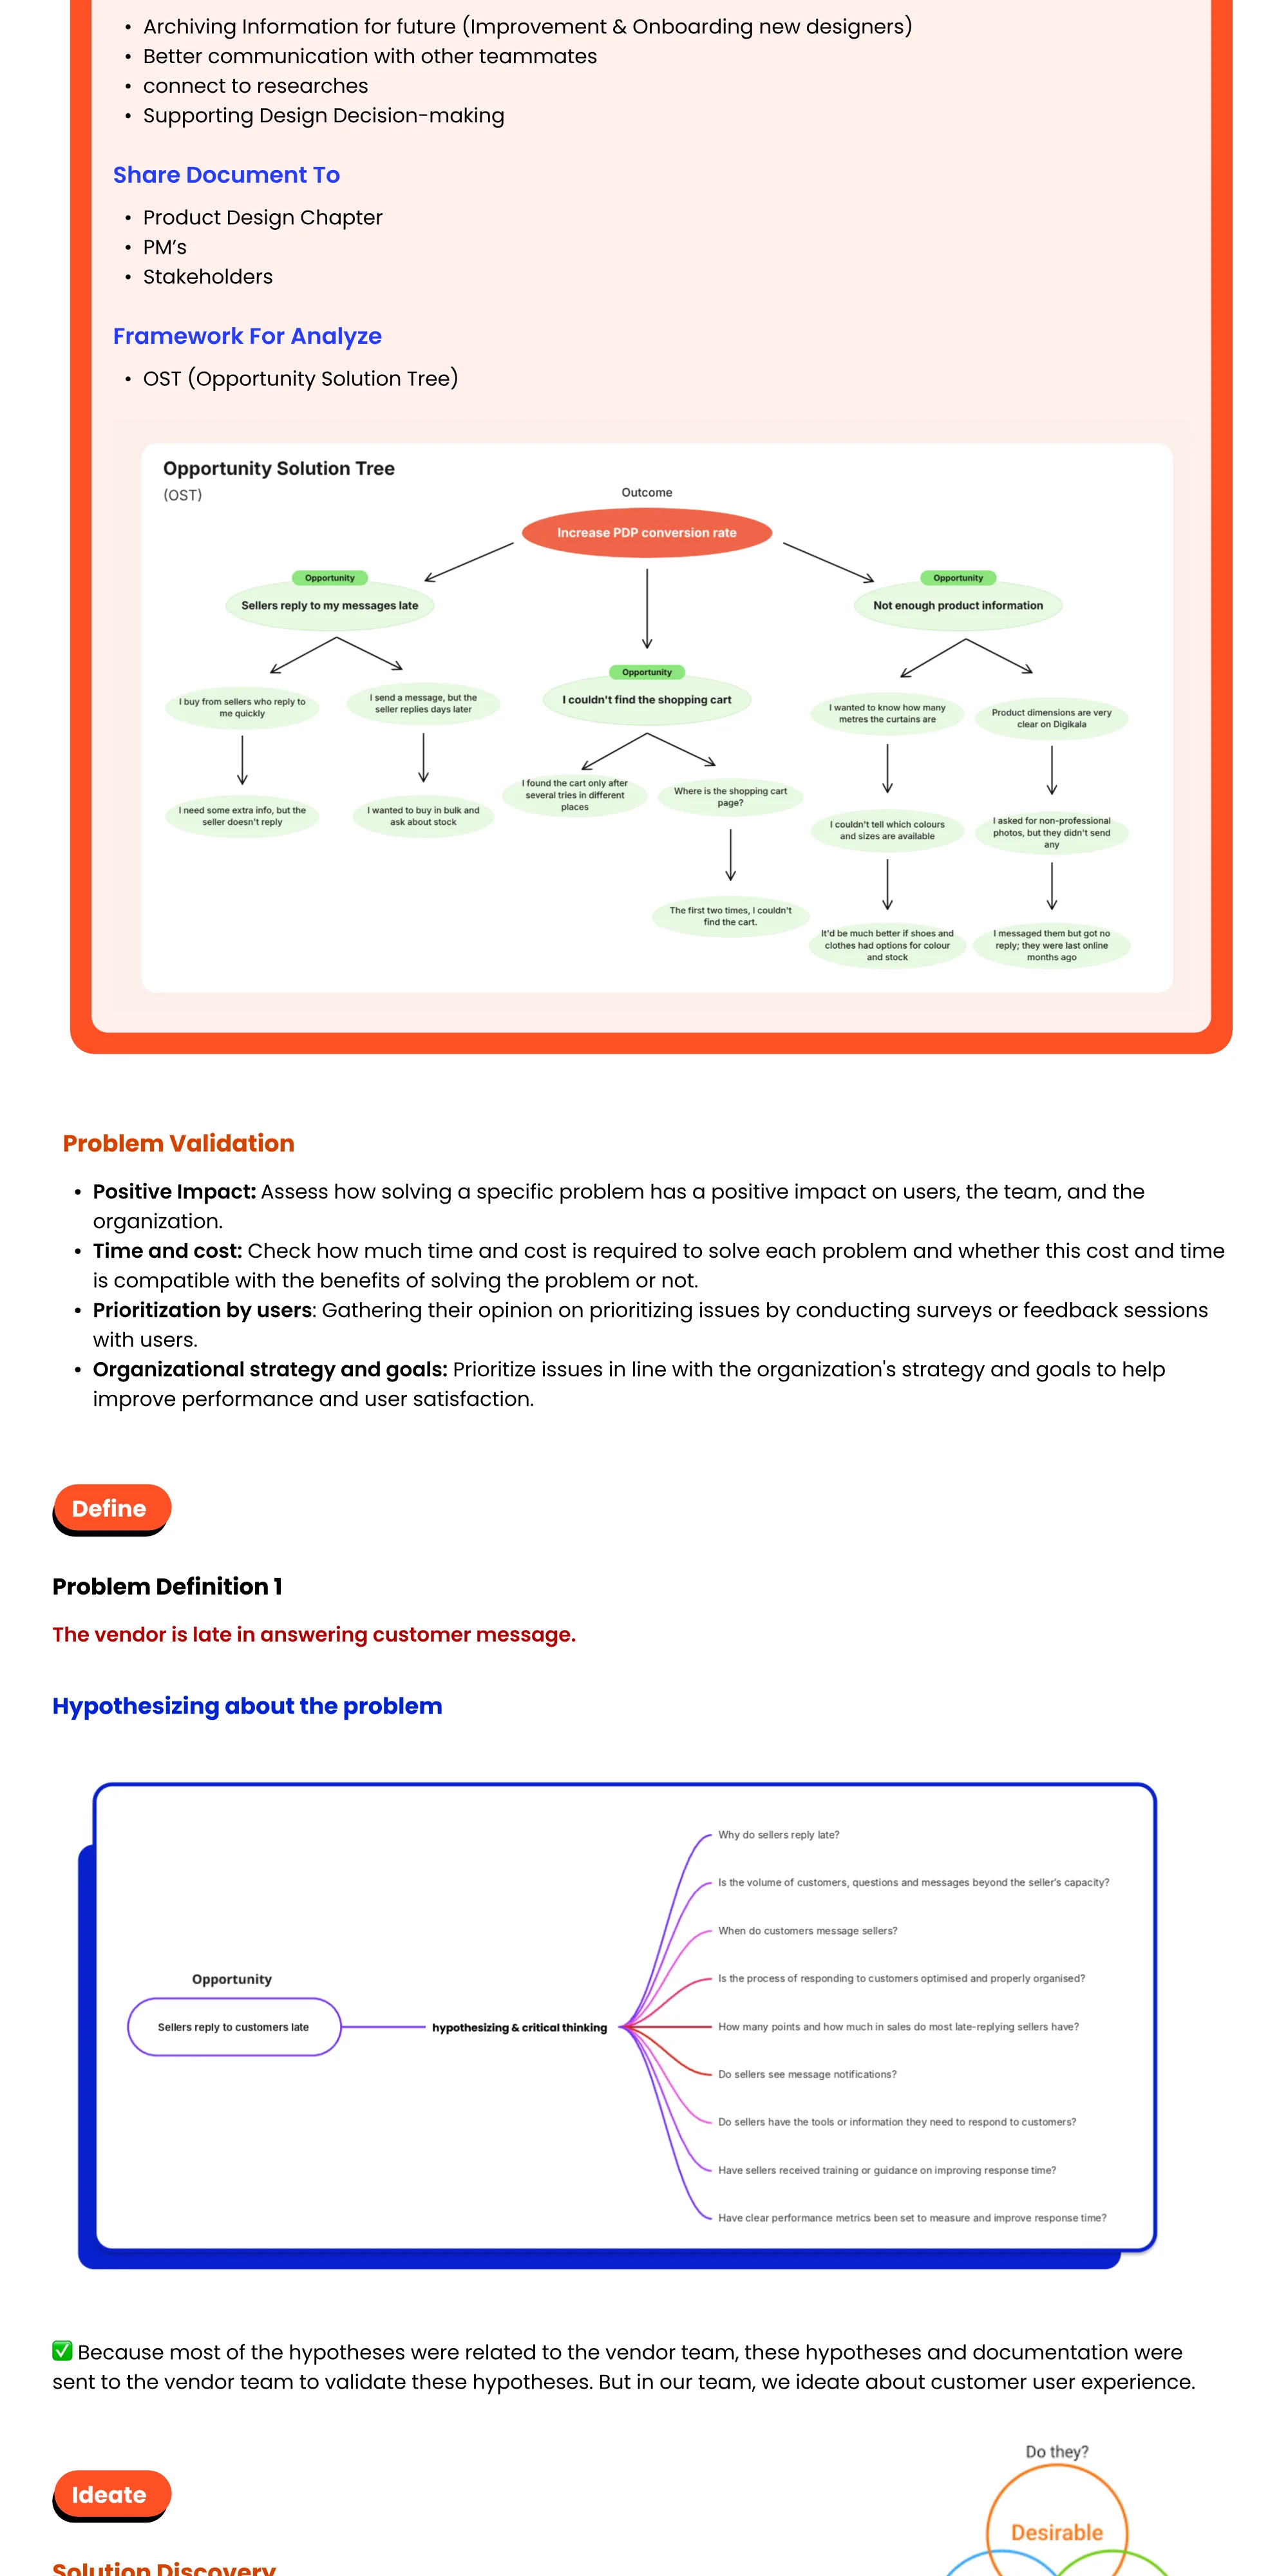 • Archiving Information for future (Improvement & Onboarding new designers)
• Better communication with other teammates
• connect to researches
• Supporting Design Decision-making
Share Document To
• Product Design Chapter
• PM’s
• Stakeholders
Framework For Analyze
• OST (Opportunity Solution Tree)
Opportunity Solution Tree
(OST)
Outcome
Increase PDP conversion rate
Opportunity
Sellers reply to my messages late
I buy from sellers who reply to
me quickly
I need some extra info, but the
seller doesn't reply
I send a message, but the
seller replies days later
I wanted to buy in bulk and
ask about stock
Opportunity
I couldn't find the shopping cart
I found the cart only after
several tries in different
places
Where is the shopping cart
page?
The first two times, I couldn't
find the cart.
Opportunity
Not enough product information
I wanted to know how many
metres the curtains are
I couldn't tell which colours
and sizes are available
It'd be much better if shoes and
clothes had options for colour
and stock
Product dimensions are very
clear on Digikala
I asked for non-professional
photos, but they didn't send
any
I messaged them but got no
reply; they were last online
months ago
Problem Validation
• Positive Impact: Assess how solving a specific problem has a positive impact on users, the team, and the
organization.
• Time and cost: Check how much time and cost is required to solve each problem and whether this cost and time
is compatible with the benefits of solving the problem or not.
• Prioritization by users: Gathering their opinion on prioritizing issues by conducting surveys or feedback sessions
with users.
• Organizational strategy and goals: Prioritize issues in line with the organization's strategy and goals to help
improve performance and user satisfaction.
Define
Problem Definition 1
The vendor is late in answering customer message.
Hypothesizing about the problem
Opportunity
Sellers reply to customers late
hypothesizing & critical thinking
Why do sellers reply late?
Is the volume of customers, questions and messages beyond the seller's capacity?
When do customers message sellers?
Is the process of responding to customers optimised and properly organised?
How many points and how much in sales do most late-replying sellers have?
Do sellers see message notifications?
Do sellers have the tools or information they need to respond to customers?
Have sellers received training or guidance on improving response time?
Have clear performance metrics been set to measure and improve response time?
✅ Because most of the hypotheses were related to the vendor team, these hypotheses and documentation were
sent to the vendor team to validate these hypotheses. But in our team, we ideate about customer user experience.
Ideate
Do they?
Desirable
Solution Discovery